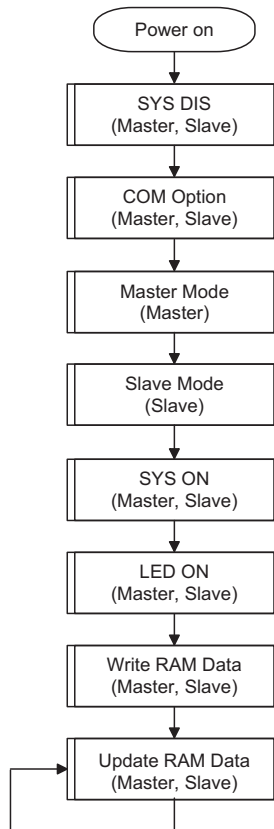 Power on
SYS DIS
(Master, Slave)
COM Option
(Master, Slave)
Master Mode
(Master)
Slave Mode
(Slave)
SYS ON
(Master, Slave)
LED ON
(Master, Slave)
Write RAM Data
(Master, Slave)
Update RAM Data
(Master, Slave)